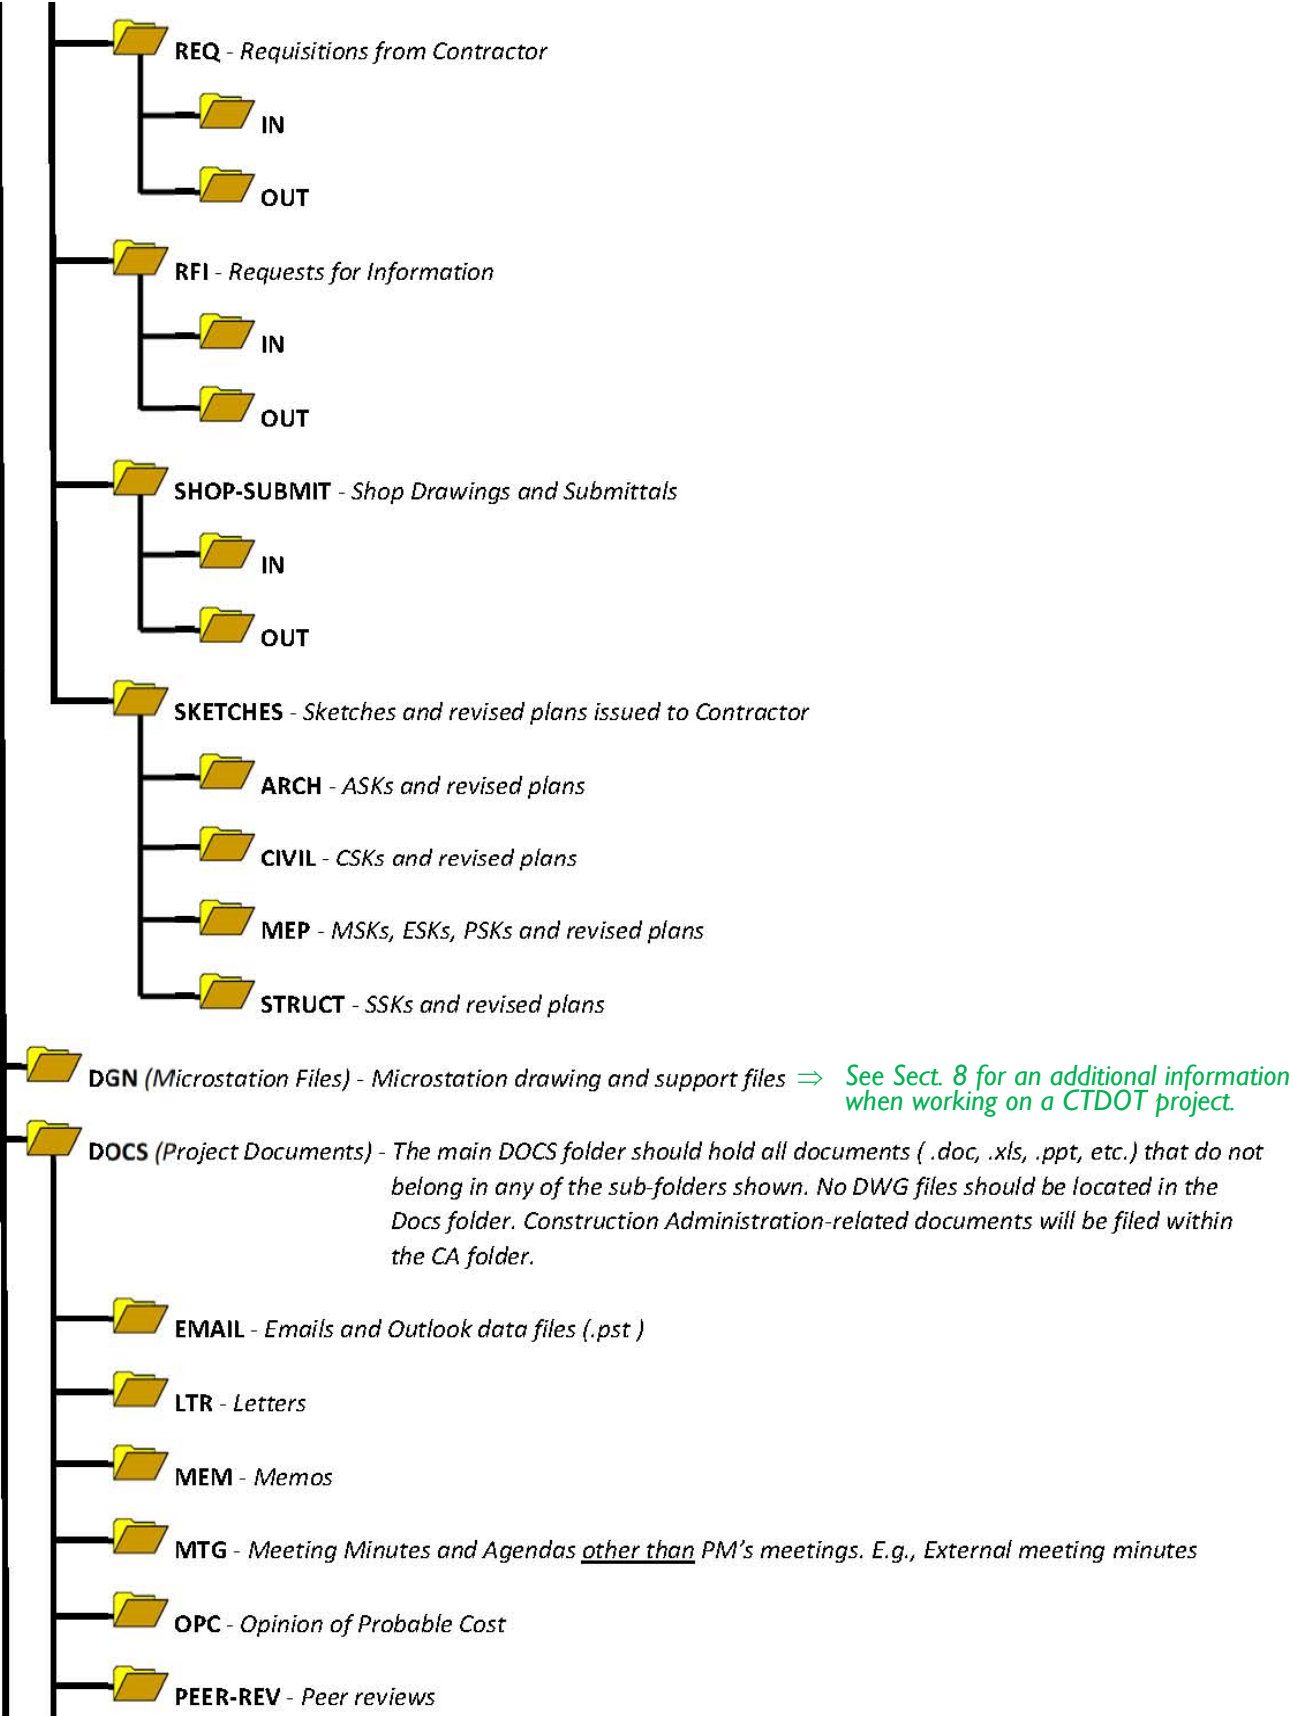 REQ - Requisitions from Contractor
IN
OUT
RFI - Requests for Information
IN
OUT
SHOP-SUBMIT - Shop Drawings and Submittals
IN
OUT
SKETCHES - Sketches and revised plans issued to Contractor
ARCH - ASKs and revised plans
CIVIL - CSKs and revised plans
MEP - MSKs, ESKs, PSKs and revised plans
STRUCT - SSKs and revised plans
DGN (Microstation Files) - Microstation drawing and support files ⇒ See Sect. 8 for an additional information
when working on a CTDOT project.
DOCS (Project Documents) - The main DOCS folder should hold all documents ( .doc, .xls, .ppt, etc.) that do not
belong in any of the sub-folders shown. No DWG files should be located in the
Docs folder. Construction Administration-related documents will be filed within
the CA folder.
EMAIL - Emails and Outlook data files (.pst )
LTR - Letters
MEM - Memos
MTG - Meeting Minutes and Agendas other than PM's meetings. E.g., External meeting minutes
OPC - Opinion of Probable Cost
PEER-REV - Peer reviews